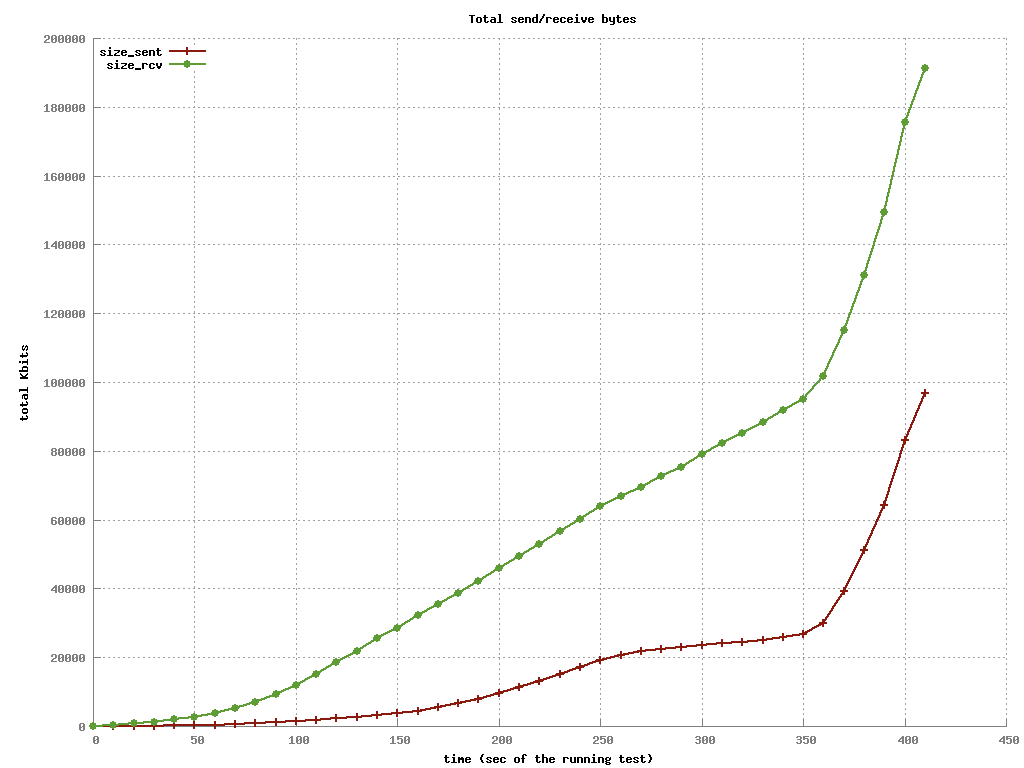 Total send/receive bytes
200000
size_sent
size_rcv
180000
160000
140000
120000
total Kbits
100000
80000
60000
40000
20000
0
0 50 100 150 200 250 300 350 400 450
time (sec of the running test)